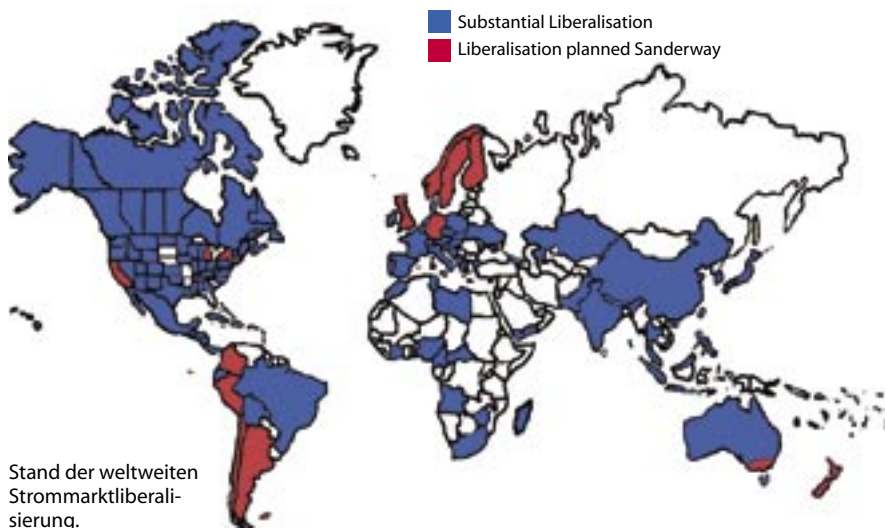 Substantial Liberalisation
Liberalisation planned Sanderway
Stand der weltweiten
Strommarktliberali-
sierung.